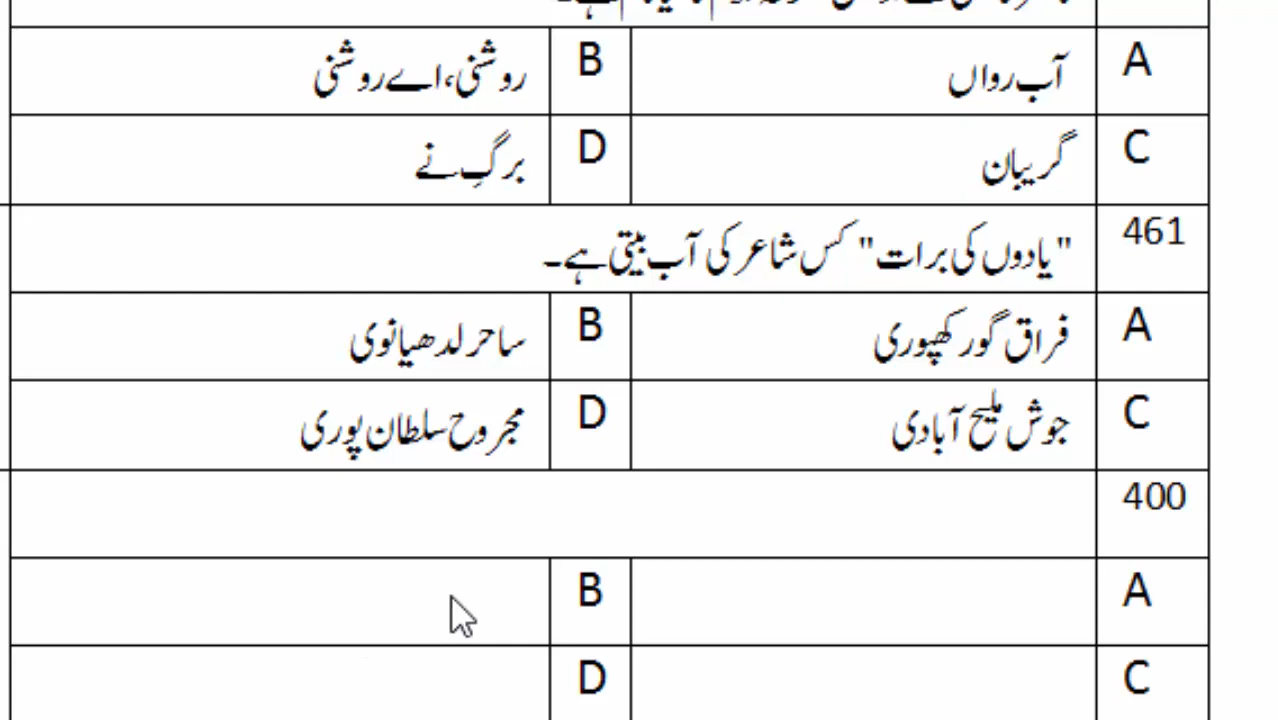 A آب رواں B روشنی،اے روشنی
C گریبان D برگِ نے
461 "یادوں کی برات" کس شاعر کی آپ بیتی ہے۔
A فراق گورکھپوری B ساحر لدھیانوی
C جوش ملیح آبادی D مجروح سلطان پوری
400
A B
C D